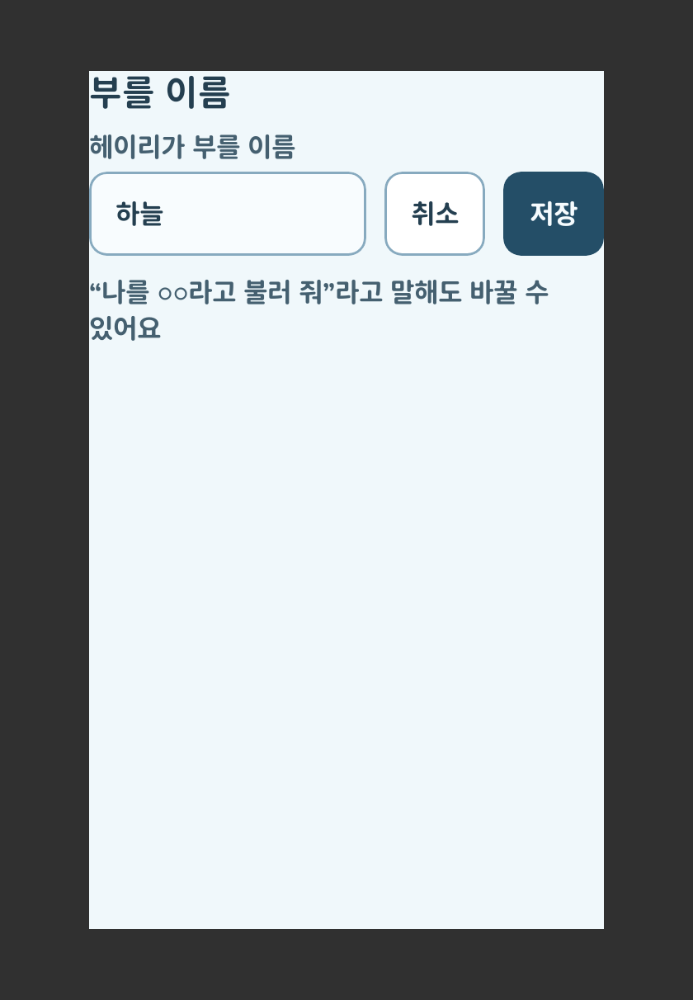 부를 이름
헤이리가 부를 이름
하늘
취소
저장
“나를 ○○라고 불러 줘”라고 말해도 바꿀 수
있어요